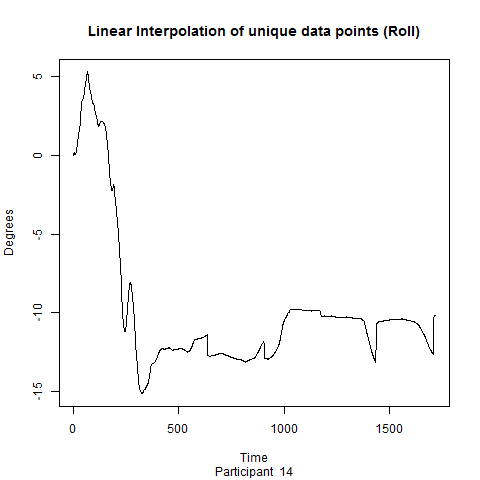 Linear Interpolation of unique data points (Roll)
5
0
-5
-10
-15
Degrees
0 500 1000 1500
Time
Participant 14